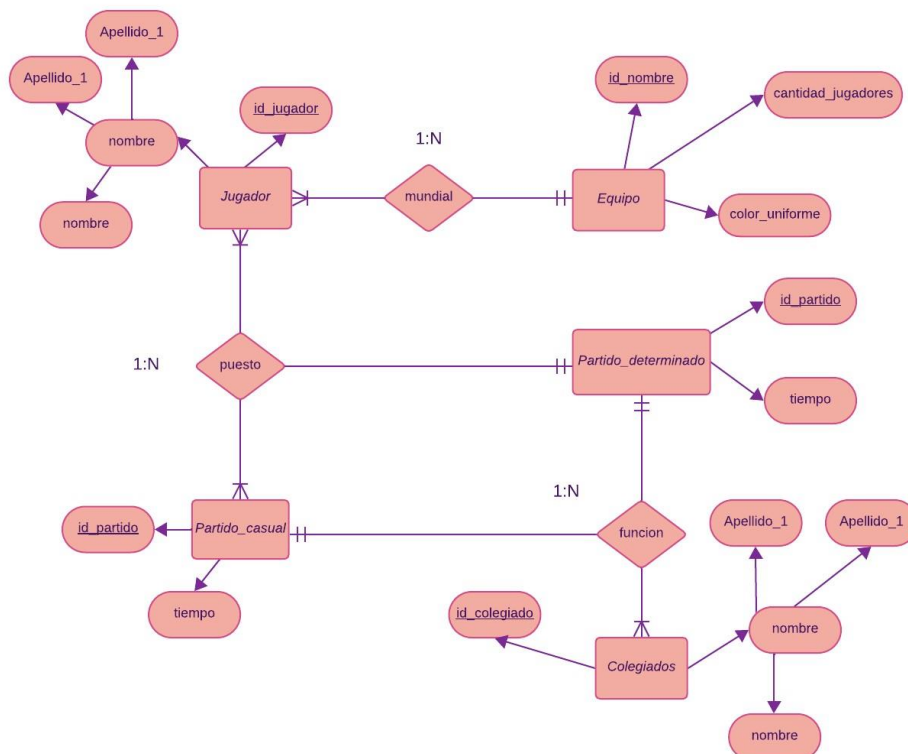 Apellido_1
Apellido_1
nombre
nombre
id_jugador
Jugador
1:N
mundial
id_nombre
cantidad_jugadores
Equipo
color_uniforme
1:N
puesto
Partido_determinado
id_partido
tiempo
id_partido
Partido_casual
tiempo
1:N
funcion
Apellido_1
Apellido_1
id_colegiado
Colegiados
nombre
nombre